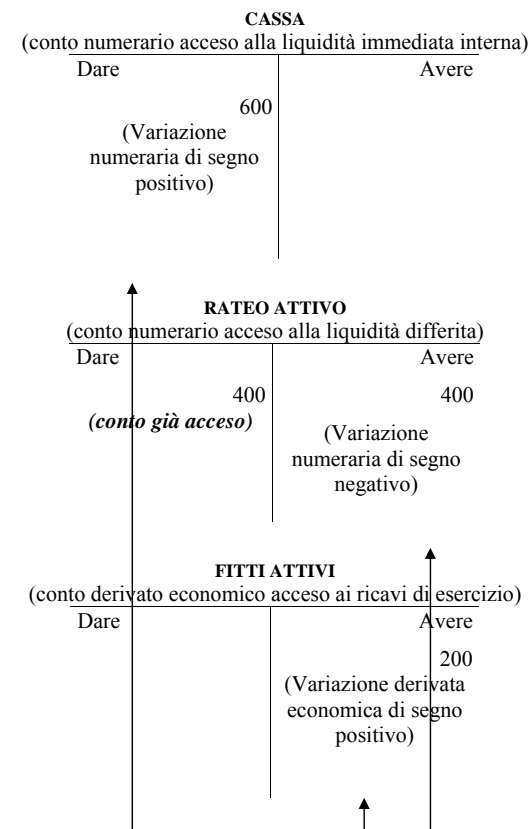 CASSA
(conto numerario acceso alla liquidità immediata interna)
Dare Avere
600
(Variazione
numeraria di segno
positivo)
RATEO ATTIVO
(conto numerario acceso alla liquidità differita)
Dare Avere
400 400
(conto già acceso)
(Variazione
numeraria di segno
negativo)
FITTI ATTIVI
(conto derivato economico acceso ai ricavi di esercizio)
Dare Avere
200
(Variazione derivata
economica di segno
positivo)